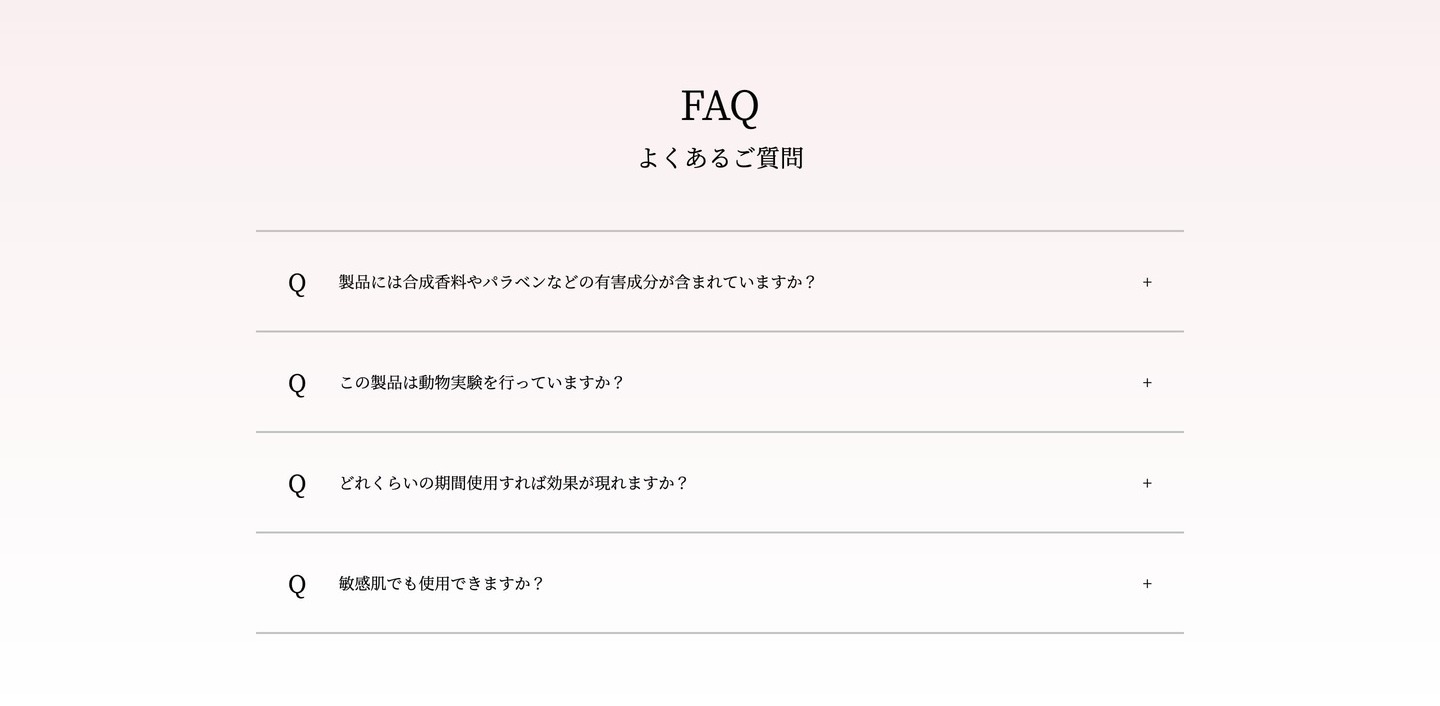 FAQ
よくあるご質問
Q 製品には合成香料やパラベンなどの有害成分が含まれていますか？ +
Q この製品は動物実験を行っていますか？ +
Q どれくらいの期間使用すれば効果が現れますか？ +
Q 敏感肌でも使用できますか？ +